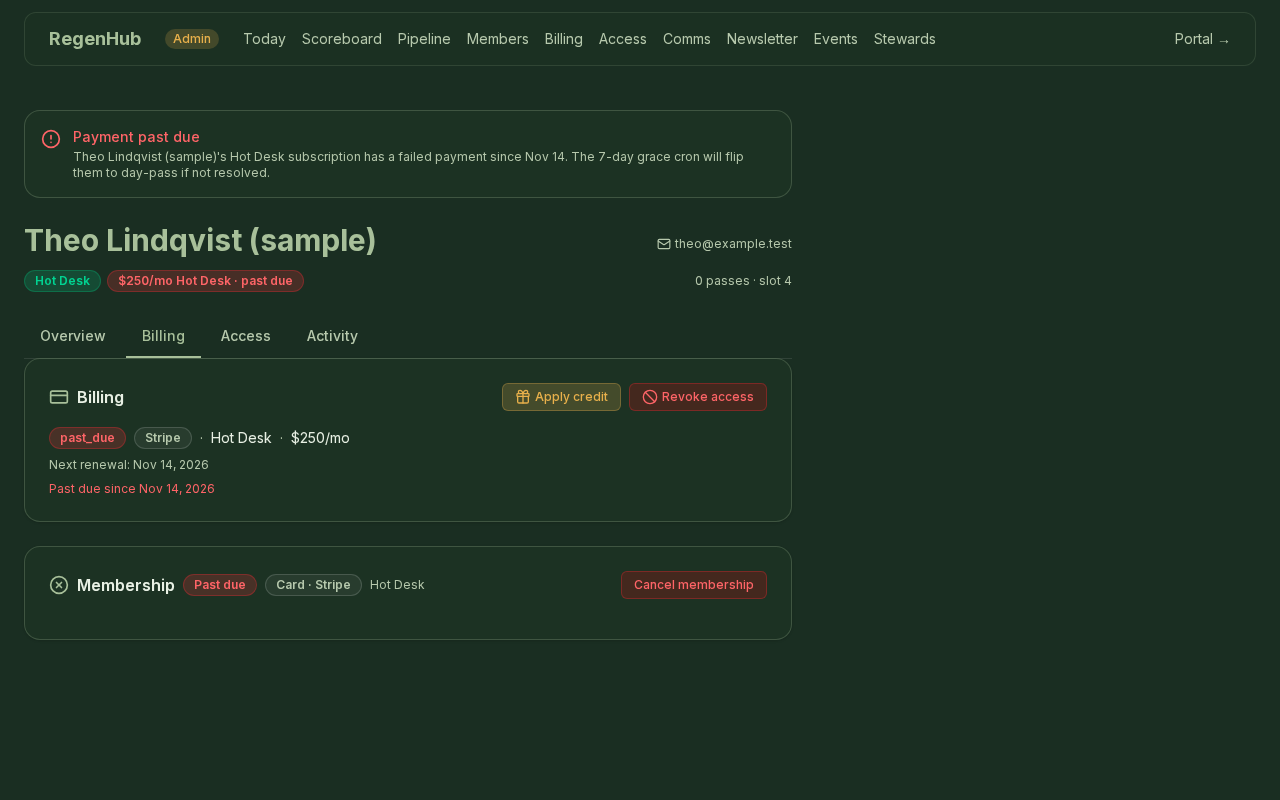 RegenHub Admin Today Scoreboard Pipeline Members Billing Access Comms Newsletter Events Stewards Portal →
Payment past due
Theo Lindqvist (sample)'s Hot Desk subscription has a failed payment since Nov 14. The 7-day grace cron will flip
them to day-pass if not resolved.
Theo Lindqvist (sample) theo@example.test
Hot Desk $250/mo Hot Desk · past due 0 passes · slot 4
Overview Billing Access Activity
Billing Apply credit Revoke access
past_due Stripe · Hot Desk · $250/mo
Next renewal: Nov 14, 2026
Past due since Nov 14, 2026
Membership Past due Card · Stripe Hot Desk Cancel membership